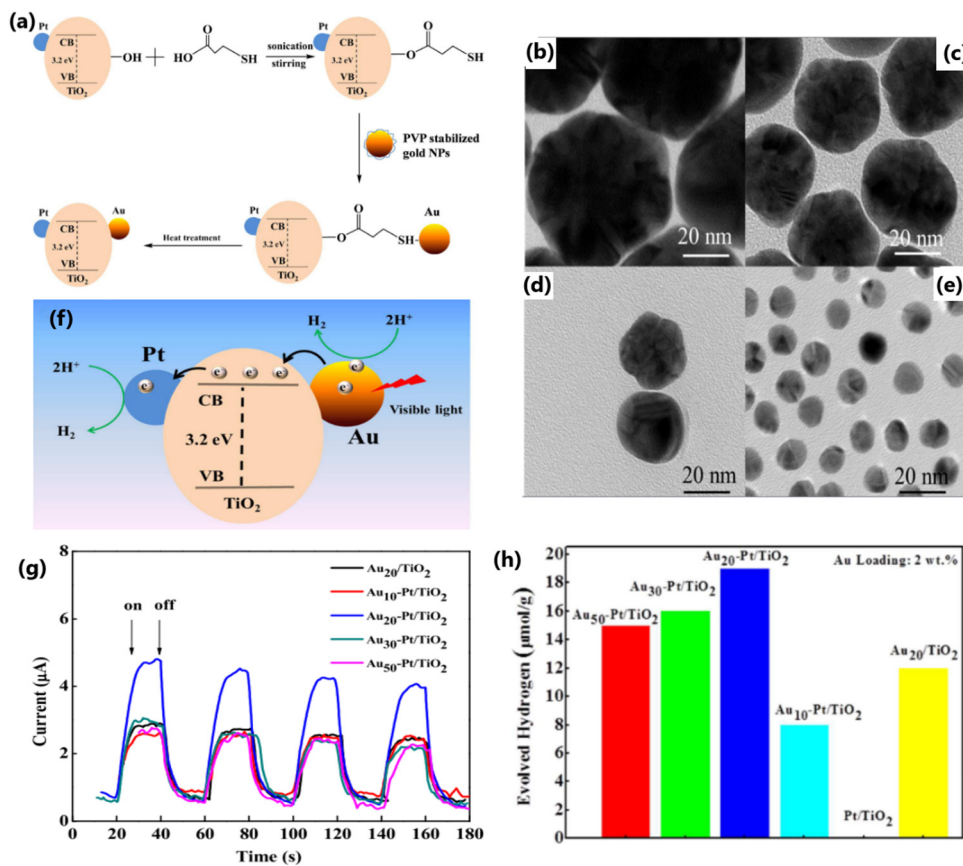 (a)
Pt
CB
3.2 eV
VB
TiO2
OH
+
O
HO
SH
sonication
stirring
Pt
CB
3.2 eV
VB
TiO2
O
O
SH
PVP stabilized
gold NPs
Pt
Au
CB
3.2 eV
VB
TiO2
Heat treatment
Pt
CB
3.2 eV
VB
TiO2
O
O
SH
Au
(b)
20 nm
(c)
20 nm
(d)
20 nm
(e)
20 nm
(f)
H2
2H+
Pt
2H+
e-
e-
e-
e-
e-
e-
CB
Visible light
H2
3.2 eV
Au
VB
TiO2
(g)
8
6
4
2
0
Current (μA)
on
off
Au20/TiO2
Au10-Pt/TiO2
Au20-Pt/TiO2
Au30-Pt/TiO2
Au50-Pt/TiO2
0 20 40 60 80 100 120 140 160 180
Time (s)
(h)
Evolved Hydrogen (μmol/g)
20
18
16
14
12
10
8
6
4
2
0
Au Loading: 2 wt.%
Au50-Pt/TiO2
Au30-Pt/TiO2
Au20-Pt/TiO2
Au10-Pt/TiO2
Pt/TiO2
Au20/TiO2